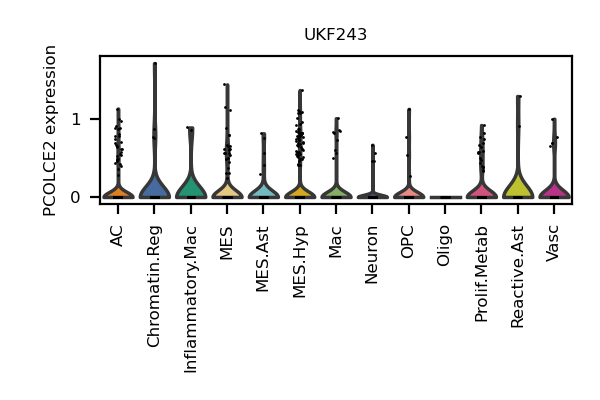 UKF243
PCOLCE2 expression
1
0
AC
Chromatin.Reg
Inflammatory.Mac
MES
MES.Ast
MES.Hyp
Mac
Neuron
OPC
Oligo
Prolif.Metab
Reactive.Ast
Vasc